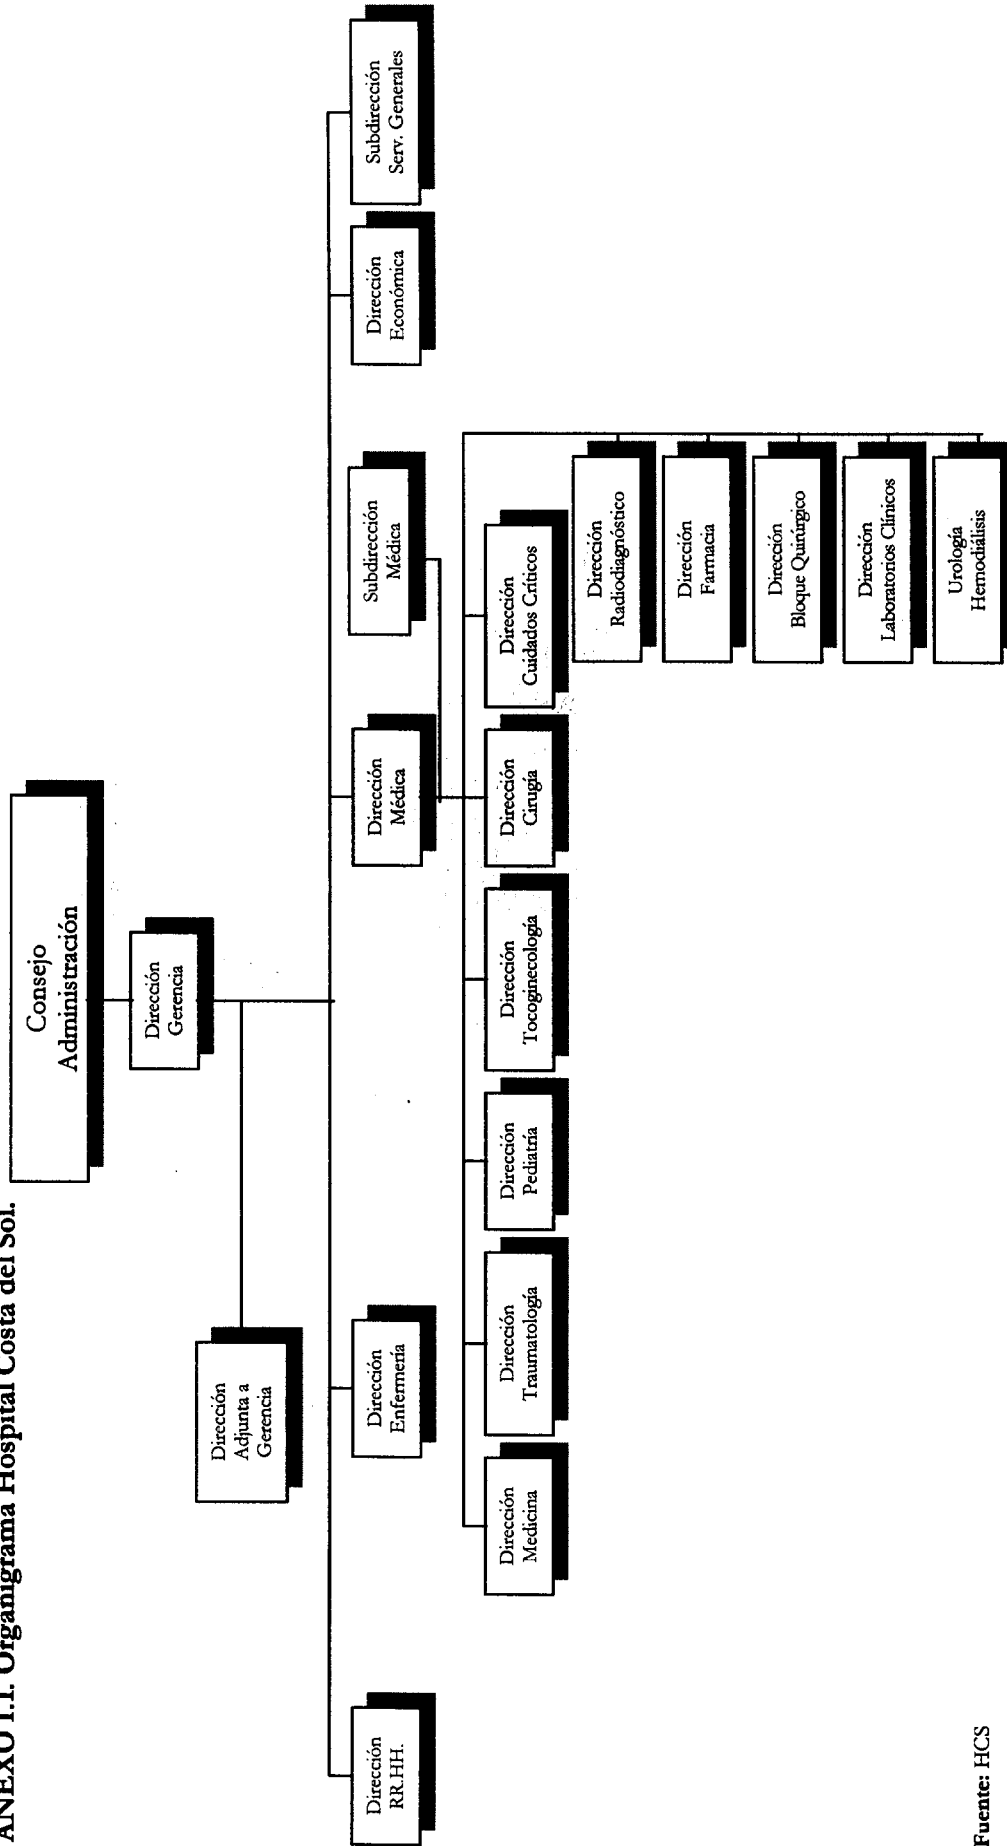 ANEXO 1.1. Organigrama Hospital Costa del Sol.
Consejo
Administración
Dirección
Gerencia
Dirección
Adjunta a
Gerencia
Dirección
RR.HH.
Dirección
Enfermería
Dirección
Médica
Subdirección
Médica
Dirección
Económica
Subdirección
Serv. Generales
Dirección
Medicina
Dirección
Traumatología
Dirección
Pediatría
Dirección
Tocoginecología
Dirección
Cirugía
Dirección
Cuidados Críticos
Dirección
Radiodiagnóstico
Dirección
Farmacia
Dirección
Bloque Quirúrgico
Dirección
Laboratorios Clínicos
Urología
Hemodiálisis
Fuente: HCS